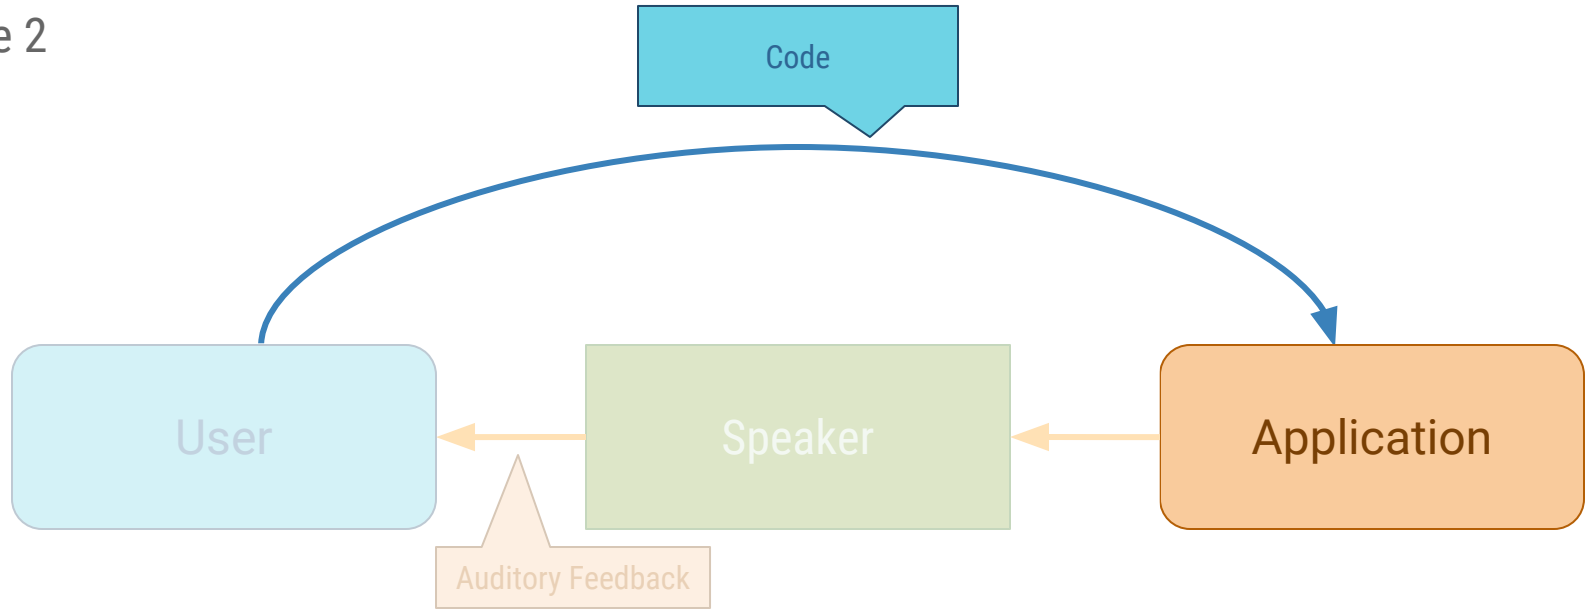 e 2
Code
User
Speaker
Application
Auditory Feedback